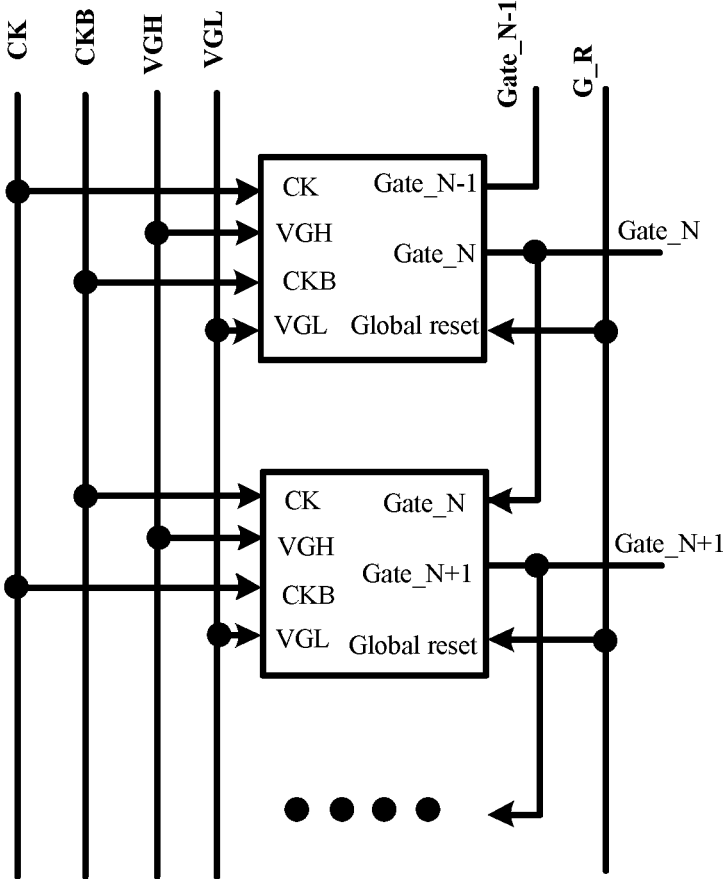 CK
CKB
VGH
VGL
Gate_N-1
G_R
CK
Gate_N-1
VGH
Gate_N
Gate_N
CKB
VGL
Global reset
CK
Gate_N
VGH
Gate_N+1
Gate_N+1
CKB
VGL
Global reset